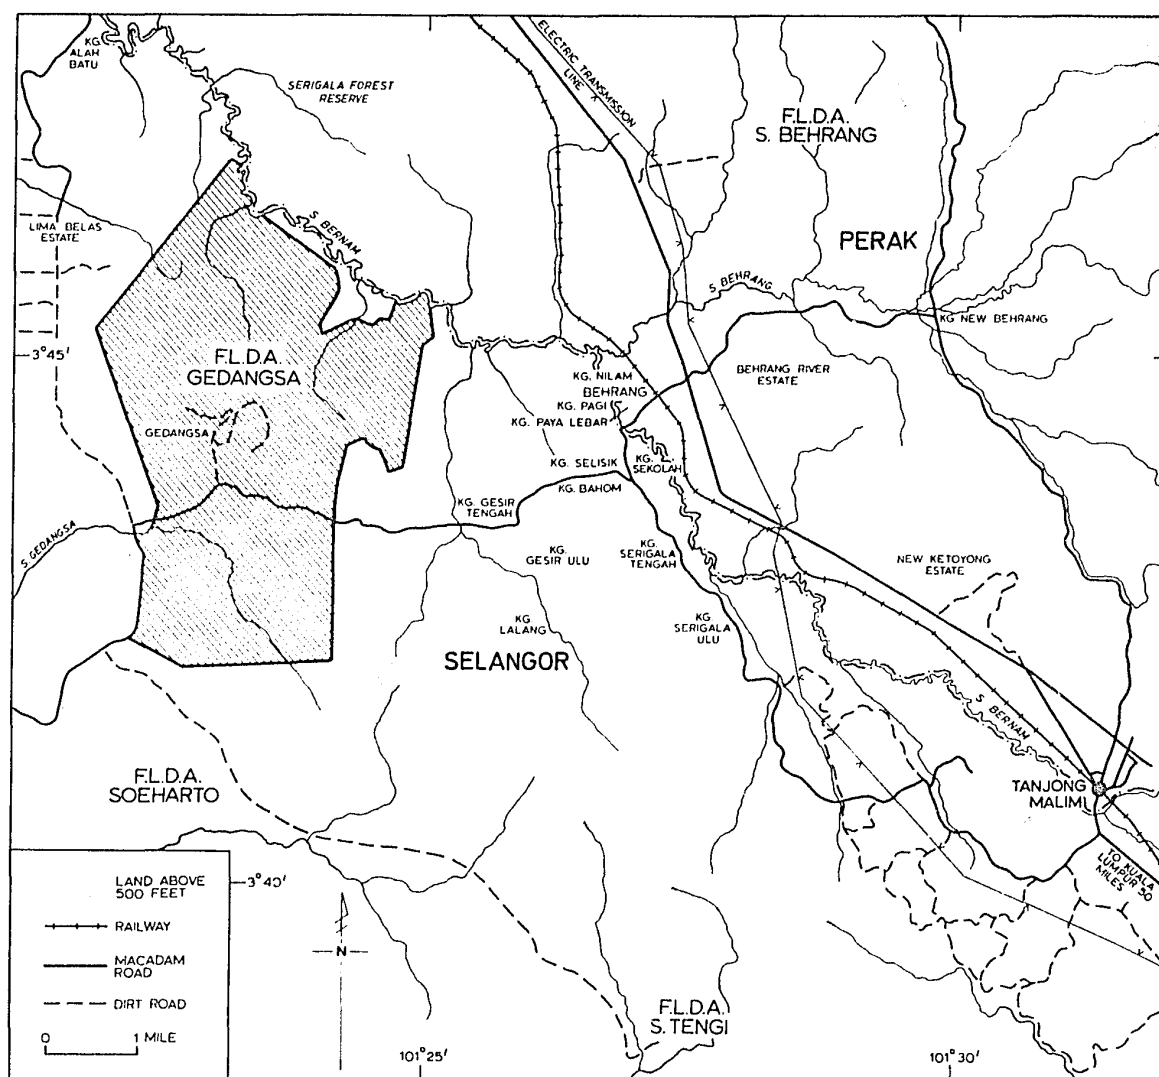 KG
ALAH
BATU
SERIGALA FOREST
RESERVE
ELECTRIC TRANSMISSION
LINE
F.L.D.A.
S. BEHRANG
LIMA BELAS
ESTATE
S BERNAM
PERAK
S BEHRANG
KG NEW BEHRANG
3°45'
F.L.D.A.
GEDANGSA
KG. NILAM
BEHRANG
KG. PAGI
KG. PAYA LEBAR
BEHRANG RIVER
ESTATE
GEDANGSA
KG. SELISIK
KG.
SEKOLAH
KG. BAHOM
KG. GESIR
TENGAH
S. GEDANGSA
KG.
GESIR ULU
KG.
SERIGALA
TENGAH
NEW KETOYONG
ESTATE
KG.
LALANG
KG
SERIGALA
ULU
SELANGOR
S BERNAM
F.L.D.A.
SOEHARTO
TANJONG
MALIM
TO KUALA
LUMPUR 50
MILES
LAND ABOVE
500 FEET
3°40'
RAILWAY
MACADAM
ROAD
DIRT ROAD
0 1 MILE
N
F.L.D.A.
S. TENGI
101°25'
101°30'